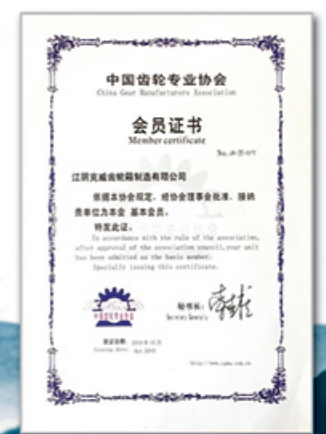 中国齿轮专业协会
China Gear Manufacturers Association
会员证书
Member certificate
江阴克威齿轮箱制造有限公司
依据本协会规定，经协会理事会批准，接纳
贵单位为本会 基本会员。
特发此证。
In accordance with the rule of the association,
after approval of the association council, your unit
has been admitted as the basic member.
Specially issuing this certificate.
秘书长：
发证日期：
Issuing date: